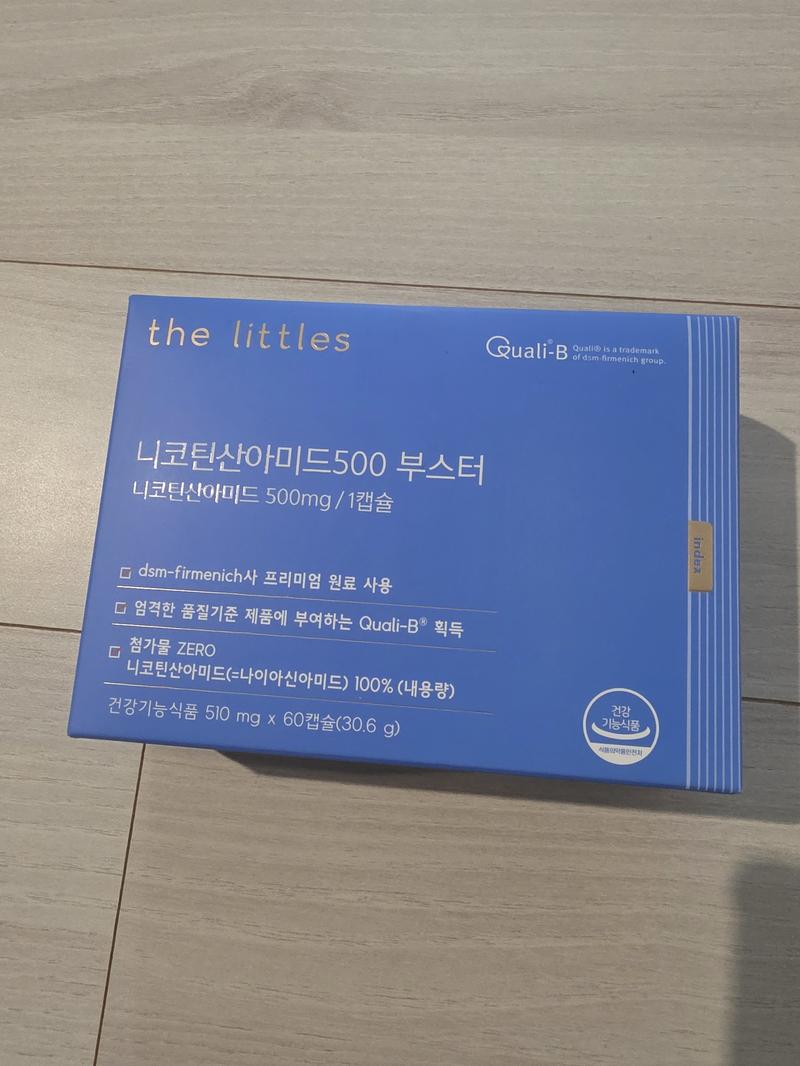 the littles
Quali®-B
Quali® is a trademark
of dsm-firmenich group.
니코틴산아미드500 부스터
니코틴산아미드 500mg / 1캡슐
index
dsm-firmenich사 프리미엄 원료 사용
엄격한 품질기준 제품에 부여하는 Quali-B® 획득
첨가물 ZERO
니코틴산아미드(=나이아신아미드) 100% (내용량)
건강기능식품 510 mg x 60캡슐(30.6 g)
건강
기능식품
식품의약품안전처